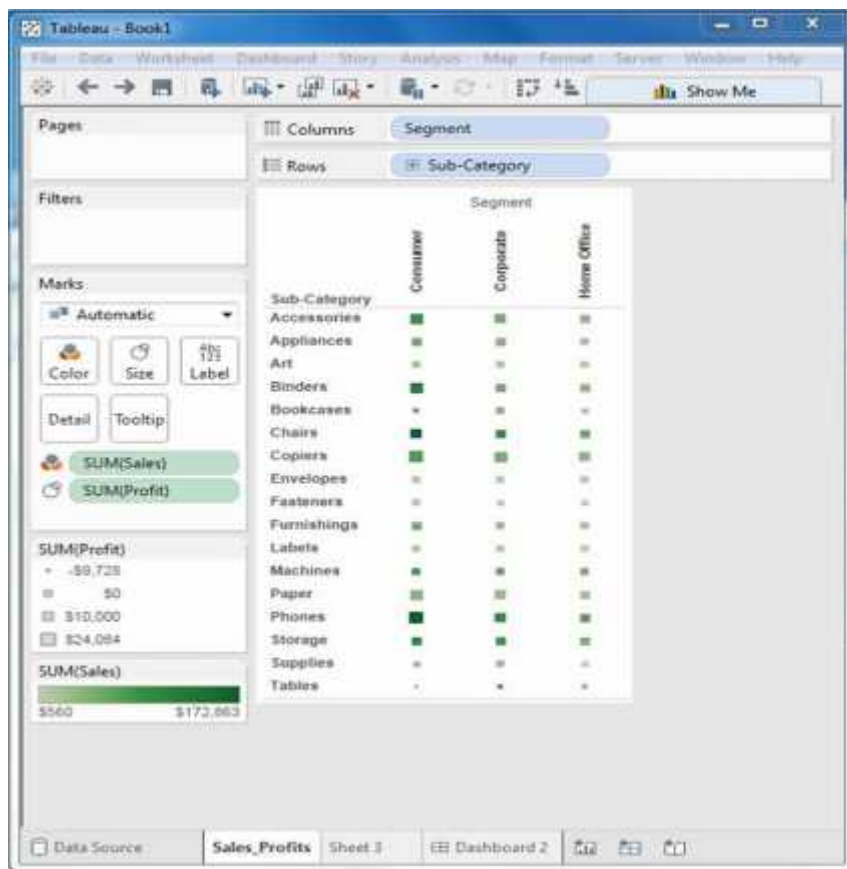 Tableau - Book1
File Data Worksheet Dashboard Story Analysis Map Format Server Window Help
Show Me
Pages
Columns Segment
Rows Sub-Category
Filters
Segment
Consumer Corporate Home Office
Marks
Sub-Category
Automatic
Accessories
Appliances
Abc
123
Color Size Label
Art
Binders
Bookcases
Detail Tooltip
Chairs
Copiers
SUM(Sales)
Envelopes
SUM(Profit)
Fasteners
Furnishings
SUM(Profit)
Labels
-$9,728
Machines
$0
Paper
$10,000
Phones
$24,084
Storage
SUM(Sales)
Supplies
Tables
$560 $172,863
Data Source Sales_Profits Sheet 3 Dashboard 2